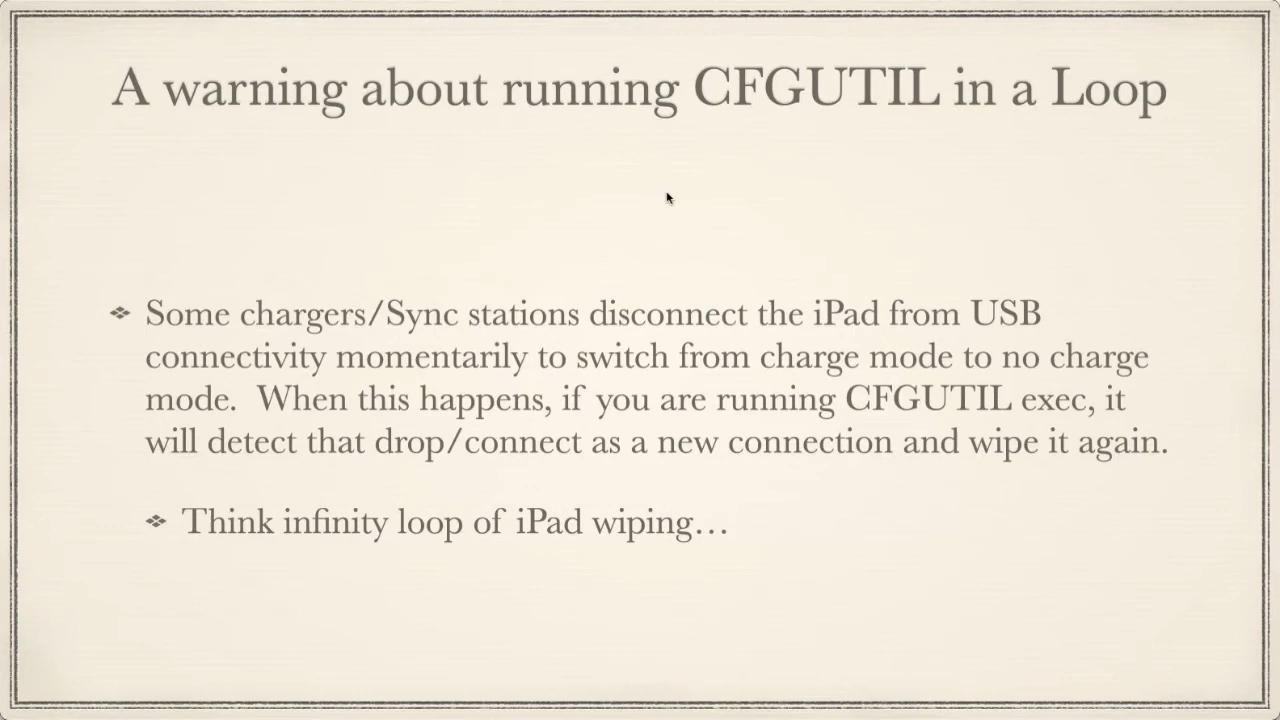 A warning about running CFGUTIL in a Loop
Some chargers/Sync stations disconnect the iPad from USB
connectivity momentarily to switch from charge mode to no charge
mode.  When this happens, if you are running CFGUTIL exec, it
will detect that drop/connect as a new connection and wipe it again.
Think infinity loop of iPad wiping…